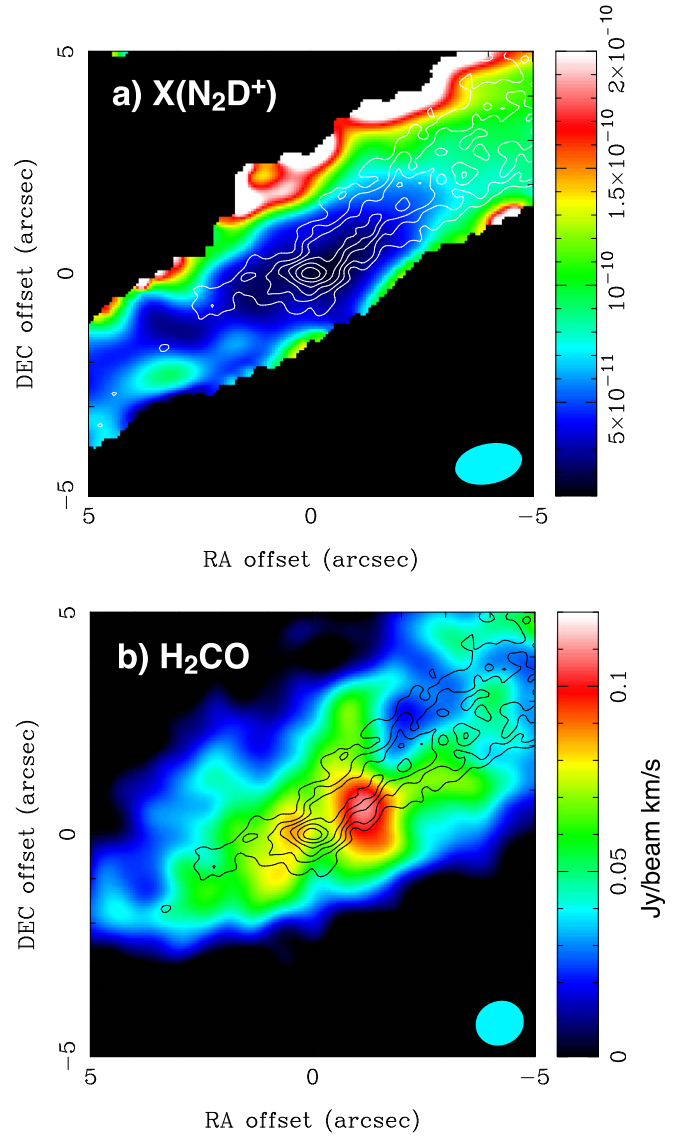 a) X(N₂D⁺)
5
0
−5
DEC offset (arcsec)
5
0
−5
RA offset (arcsec)
5×10⁻¹¹
10⁻¹⁰
1.5×10⁻¹⁰
2×10⁻¹⁰
b) H₂CO
5
0
−5
DEC offset (arcsec)
5
0
−5
RA offset (arcsec)
0
0.05
0.1
Jy/beam km/s